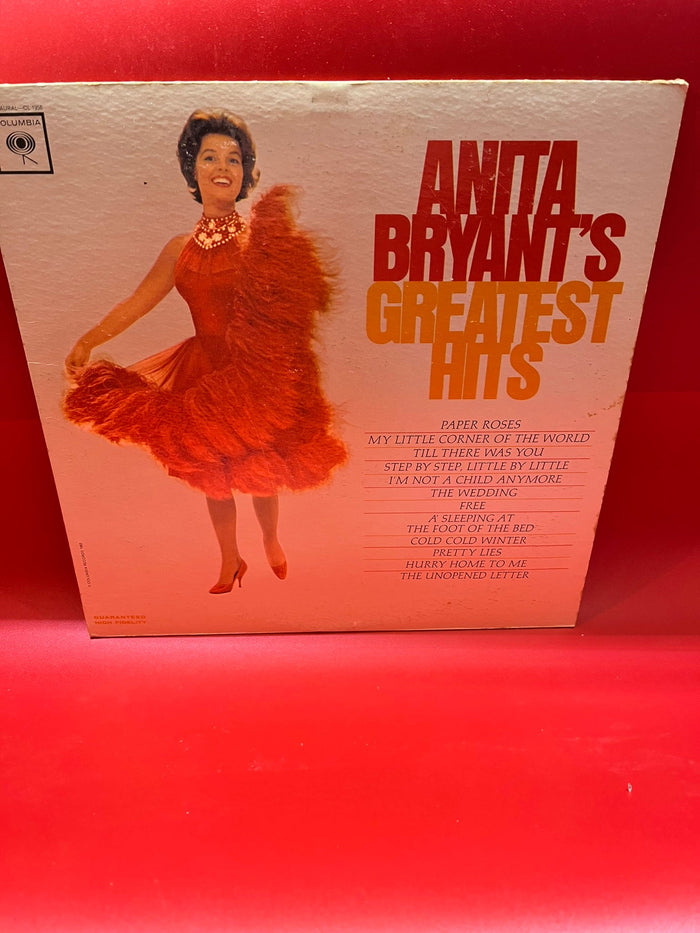 COLUMBIA
ANITA
BRYANT'S
GREATEST
HITS
PAPER ROSES
MY LITTLE CORNER OF THE WORLD
TILL THERE WAS YOU
STEP BY STEP, LITTLE BY LITTLE
I'M NOT A CHILD ANYMORE
THE WEDDING
FREE
A' SLEEPING AT
THE FOOT OF THE BED
COLD COLD WINTER
PRETTY LIES
HURRY HOME TO ME
THE UNOPENED LETTER
GUARANTEED
HIGH FIDELITY